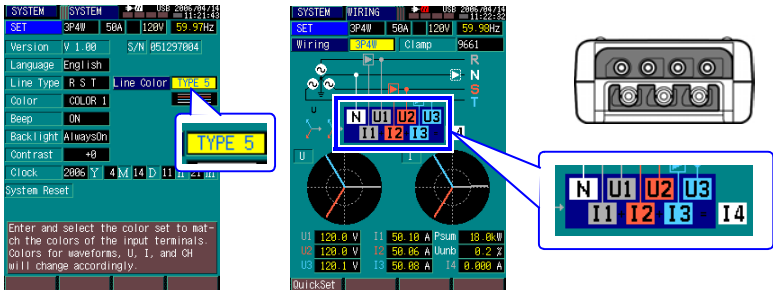 SYSTEM SYSTEM USB 2006/04/14
11:21:43
SET 3P4W 50A 120V 59.97Hz
Version V 1.00 S/N 051297004
Language English
Line Type R S T Line Color TYPE 5
Color COLOR 1
Beep ON
Backlight AlwaysOn
Contrast +0
Clock 2006 Y 4 M 14 D 11 21
System Reset
Enter and select the color set to mat-
ch the colors of the input terminals.
Colors for waveforms, U, I, and CH
will change accordingly.
TYPE 5
SYSTEM WIRING USB 2006/04/14
11:22:32
SET 3P4W 50A 120V 59.98Hz
Wiring 3P4W Clamp 9661
R
N
S
T
U
N U1 U2 U3
I1 I2 I3 4
U I
U1 120.0 V I1 50.10 A Psum 18.0kW
U2 120.0 V I2 50.06 A Uunb 0.2 %
U3 120.1 V I3 50.08 A I4 0.000 A
QuickSet
N U1 U2 U3
I1 I2 I3 I4